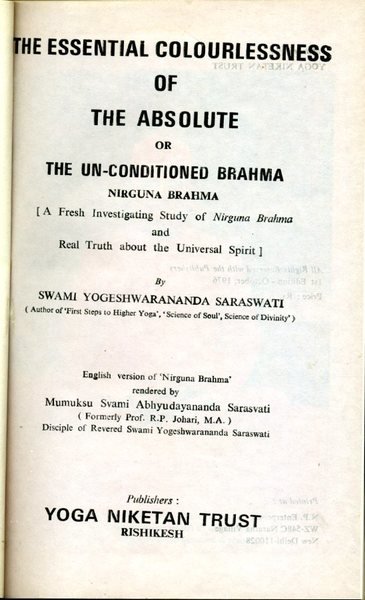 THE ESSENTIAL COLOURLESSNESS
OF
THE ABSOLUTE
OR
THE UN-CONDITIONED BRAHMA
NIRGUNA BRAHMA
[ A Fresh Investigating Study of Nirguna Brahma
and
Real Truth about the Universal Spirit ]
By
SWAMI YOGESHWARANANDA SARASWATI
( Author of 'First Steps to Higher Yoga', 'Science of Soul', Science of Divinity' )
English version of 'Nirguna Brahma'
rendered by
Mumuksu Svami Abhyudayananda Sarasvati
( Formerly Prof. R.P. Johari, M.A. )
Disciple of Revered Swami Yogeshwarananda Saraswati
Publishers :
YOGA NIKETAN TRUST
RISHIKESH